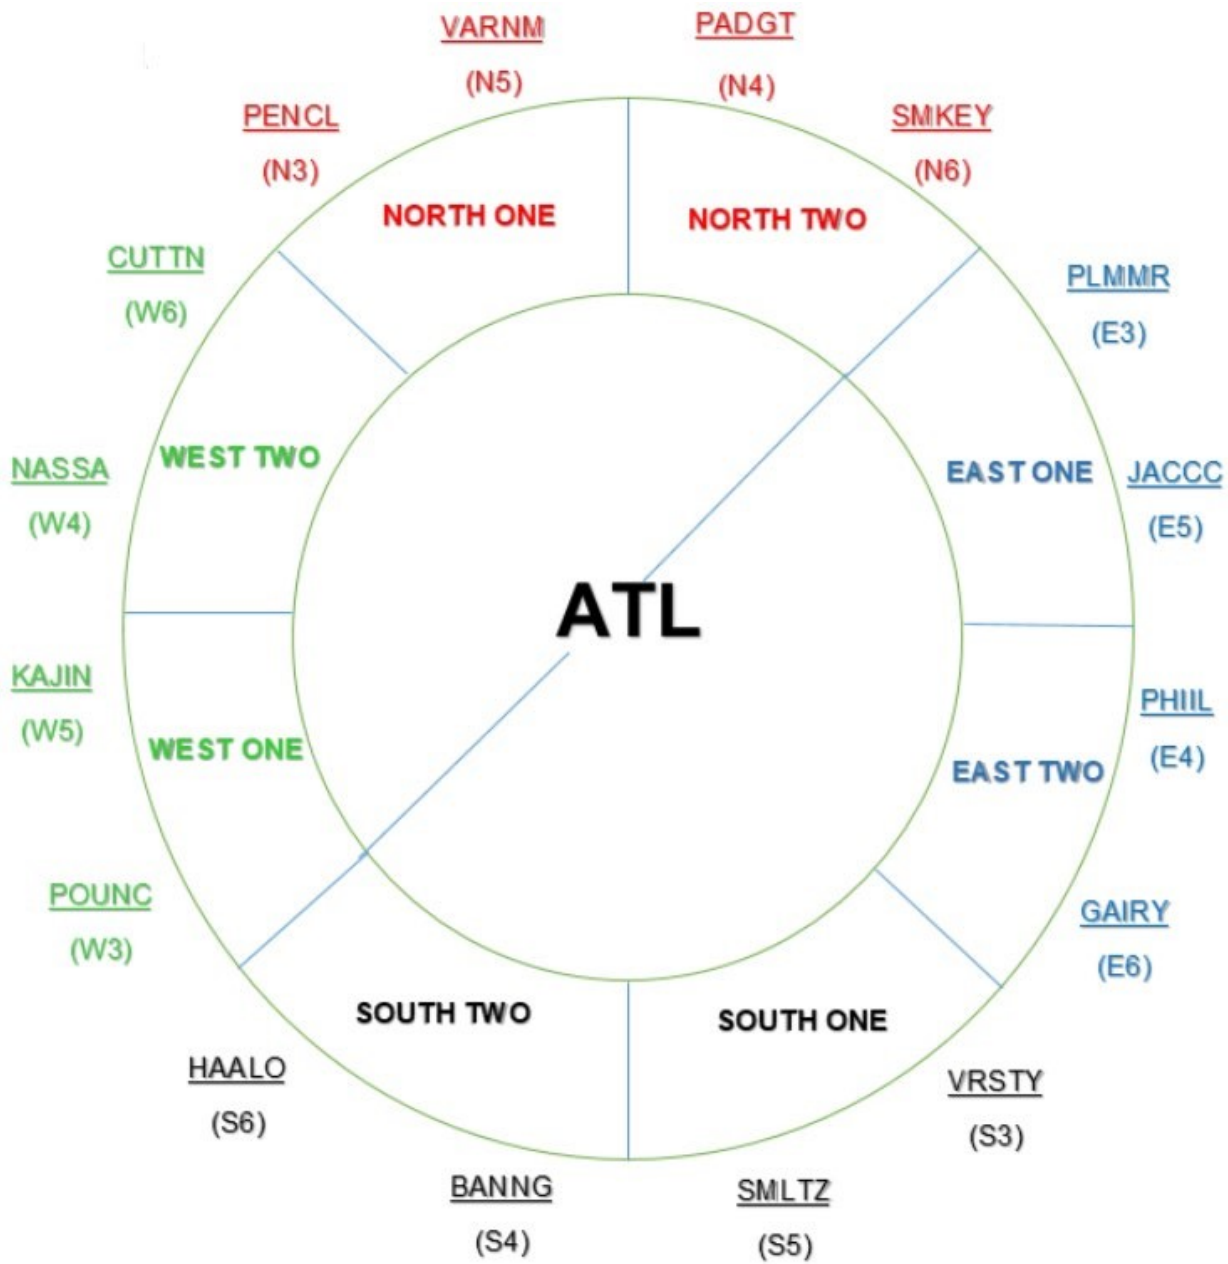 VARNM
(N5)
PADGT
(N4)
PENCL
(N3)
SMKEY
(N6)
NORTH ONE
NORTH TWO
CUTTN
(W6)
PLMMR
(E3)
WEST TWO
NASSA
(W4)
EAST ONE
JACCC
(E5)
ATL
KAJIN
(W5)
WEST ONE
PHIIL
(E4)
EAST TWO
POUNC
(W3)
GAIRY
(E6)
SOUTH TWO
SOUTH ONE
HAALO
(S6)
VRSTY
(S3)
BANNG
(S4)
SMLTZ
(S5)